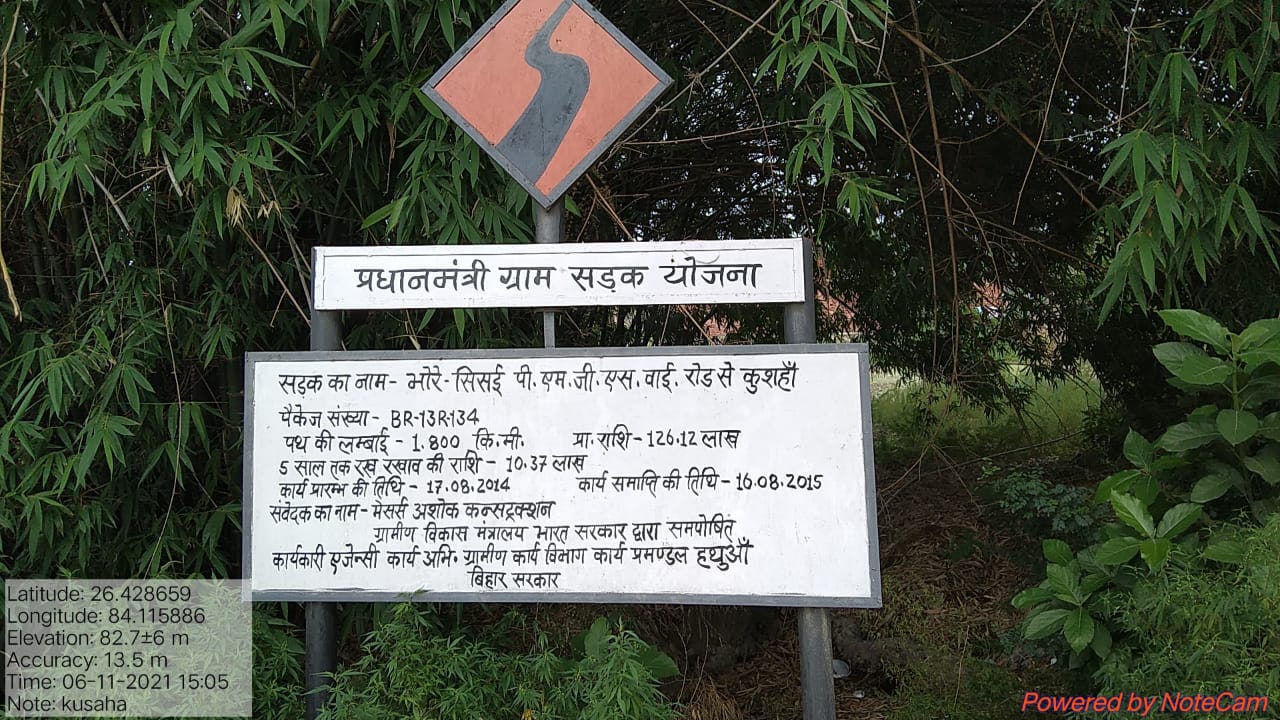 प्रधानमंत्री ग्राम सड़क योजना
सड़क का नाम - भोरे-सिसई पी.एम.जी.एस.वाई. रोड से कुशहाँ
पैकेज संख्या - BR-13R-134
पथ की लम्बाई - 1.800 कि.मी. प्रा. राशि - 126.12 लाख
5 साल तक रख रखाव की राशि - 10.37 लाख
कार्य प्रारम्भ की तिथि - 17.08.2014 कार्य समाप्ति की तिथि - 16.08.2015
संवेदक का नाम - मेसर्स अशोक कन्सट्रक्शन
ग्रामीण विकास मंत्रालय भारत सरकार द्वारा समपोषित
कार्यकारी एजेन्सी कार्य अभि. ग्रामीण कार्य विभाग कार्य प्रमण्डुल हथुआँ
बिहार सरकार
Latitude: 26.428659
Longitude: 84.115886
Elevation: 82.7±6 m
Accuracy: 13.5 m
Time: 06-11-2021 15:05
Note: kusaha
Powered by NoteCam